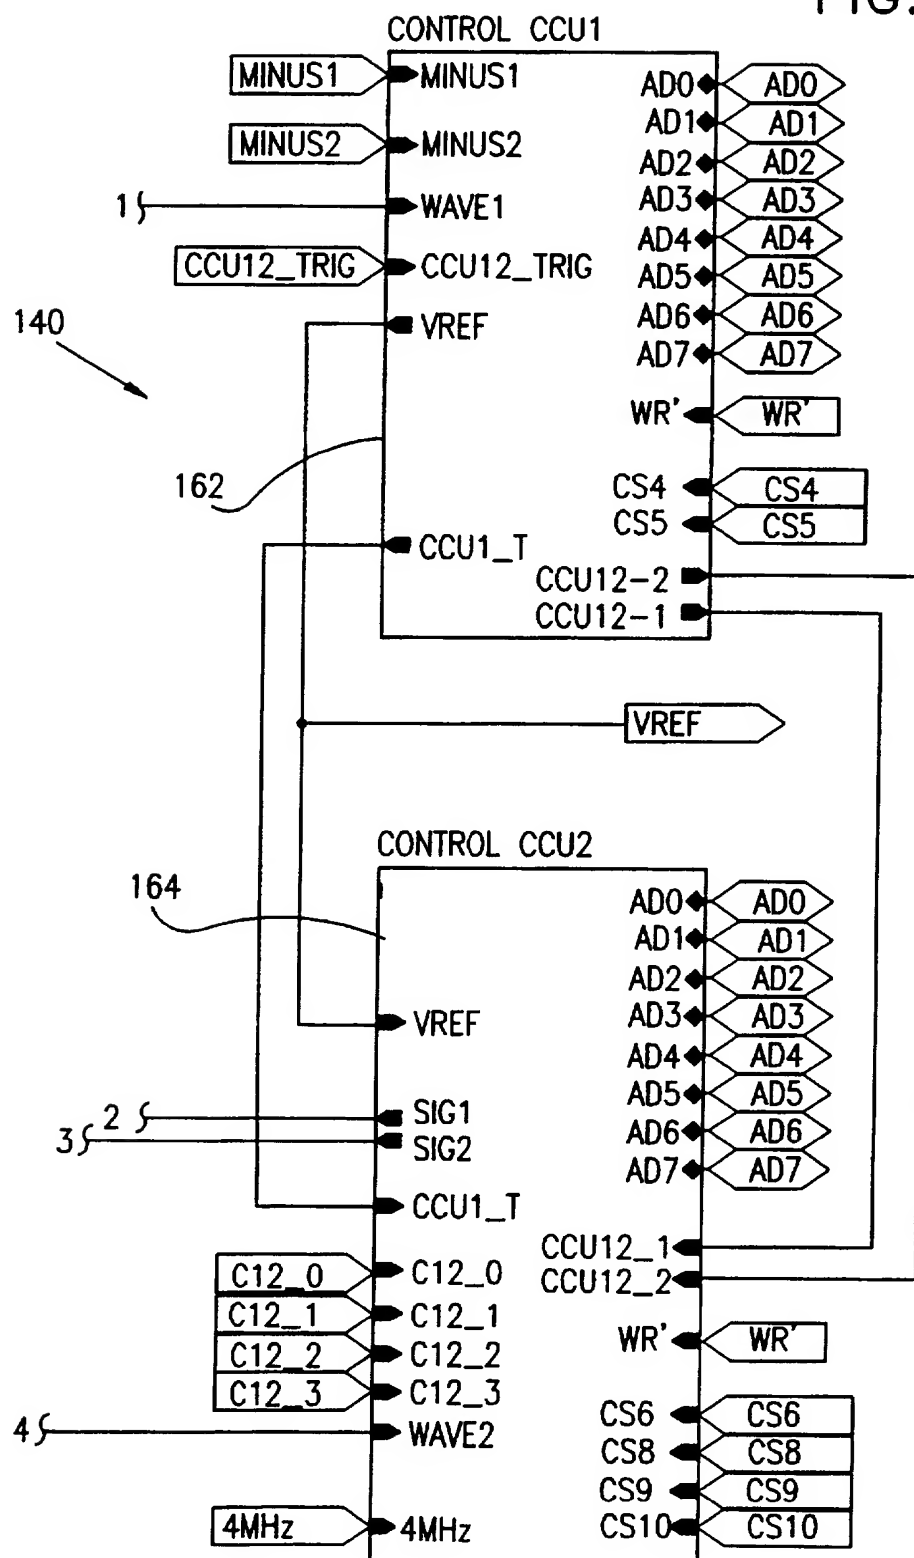 FIG.
CONTROL CCU1
MINUS1 MINUS1 AD0 AD0
AD1 AD1
MINUS2 MINUS2 AD2 AD2
1 WAVE1 AD3 AD3
AD4 AD4
CCU12_TRIG CCU12_TRIG AD5 AD5
140 VREF AD6 AD6
AD7 AD7
WR' WR'
162 CS4 CS4
CS5 CS5
CCU1_T
CCU12-2
CCU12-1
VREF
CONTROL CCU2
164 AD0 AD0
AD1 AD1
AD2 AD2
VREF AD3 AD3
AD4 AD4
AD5 AD5
2 SIG1 AD6 AD6
3 SIG2 AD7 AD7
CCU1_T
CCU12_1
C12_0 C12_0 CCU12_2
C12_1 C12_1
C12_2 C12_2 WR' WR'
C12_3 C12_3
4 WAVE2 CS6 CS6
CS8 CS8
CS9 CS9
4MHz 4MHz CS10 CS10